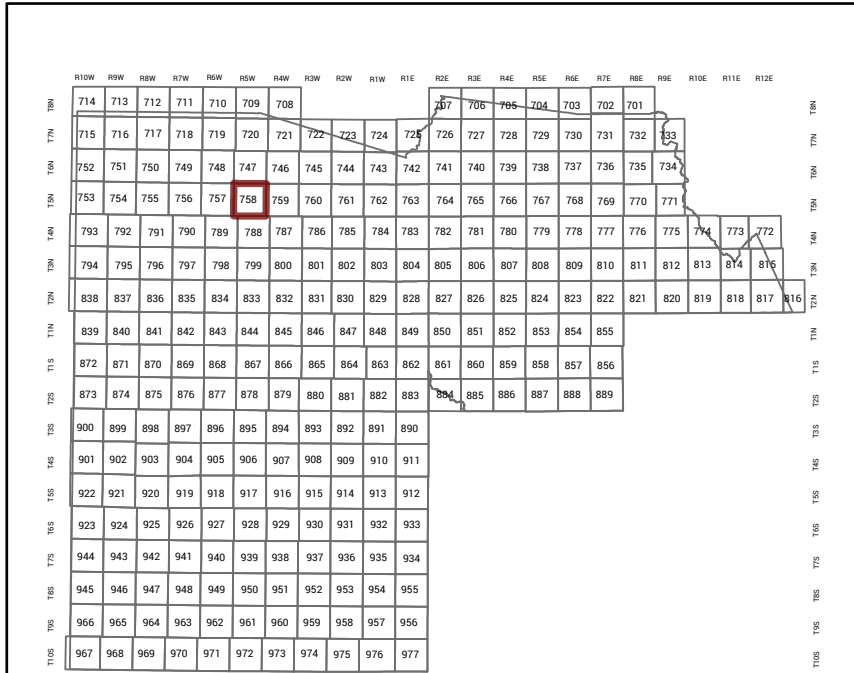 R10W R9W R8W R7W R6W R5W R4W R3W R2W R1W R1E R2E R3E R4E R5E R6E R7E R8E R9E R10E R11E R12E
T8N 714 713 712 711 710 709 708 707 706 705 704 703 702 701 T8N
T7N 715 716 717 718 719 720 721 722 723 724 725 726 727 728 729 730 731 732 733 T7N
T6N 752 751 750 749 748 747 746 745 744 743 742 741 740 739 738 737 736 735 734 T6N
T5N 753 754 755 756 757 758 759 760 761 762 763 764 765 766 767 768 769 770 771 T5N
T4N 793 792 791 790 789 788 787 786 785 784 783 782 781 780 779 778 777 776 775 774 773 772 T4N
T3N 794 795 796 797 798 799 800 801 802 803 804 805 806 807 808 809 810 811 812 813 814 815 T3N
T2N 838 837 836 835 834 833 832 831 830 829 828 827 826 825 824 823 822 821 820 819 818 817 816 T2N
T1N 839 840 841 842 843 844 845 846 847 848 849 850 851 852 853 854 855 T1N
T1S 872 871 870 869 868 867 866 865 864 863 862 861 860 859 858 857 856 T1S
T2S 873 874 875 876 877 878 879 880 881 882 883 884 885 886 887 888 889 T2S
T3S 900 899 898 897 896 895 894 893 892 891 890 T3S
T4S 901 902 903 904 905 906 907 908 909 910 911 T4S
T5S 922 921 920 919 918 917 916 915 914 913 912 T5S
T6S 923 924 925 926 927 928 929 930 931 932 933 T6S
T7S 944 943 942 941 940 939 938 937 936 935 934 T7S
T8S 945 946 947 948 949 950 951 952 953 954 955 T8S
T9S 966 965 964 963 962 961 960 959 958 957 956 T9S
T10S 967 968 969 970 971 972 973 974 975 976 977 T10S